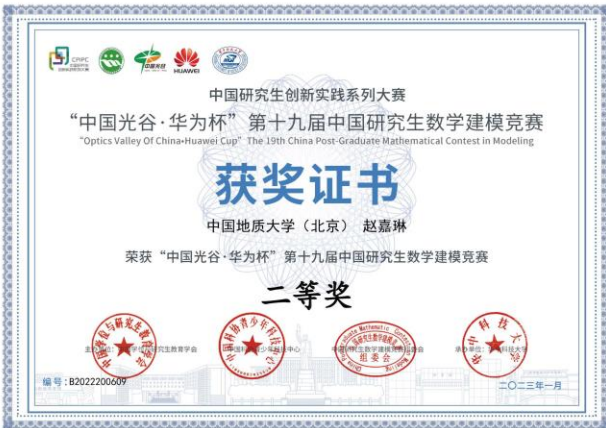 CPIPC
HUAWEI
中国研究生创新实践系列大赛
“中国光谷·华为杯”第十九届中国研究生数学建模竞赛
"Optics Valley Of China•Huawei Cup" The 19th China Post-Graduate Mathematical Contest in Modeling
获奖证书
中国地质大学（北京） 赵嘉琳
荣获“中国光谷·华为杯”第十九届中国研究生数学建模竞赛
二等奖
组委会
编号：B2022200609
二〇二三年一月